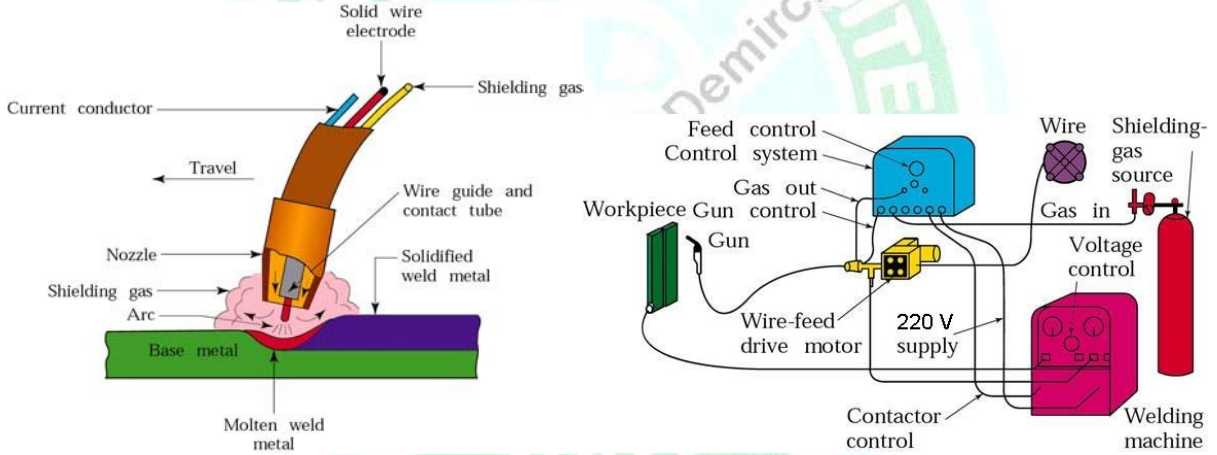 Solid wire
electrode
Shielding gas
Current conductor
Travel
Wire guide and
contact tube
Nozzle
Solidified
weld metal
Shielding gas
Arc
Base metal
Molten weld
metal
Demirc
ITE
Feed control
Control system
Gas out
Workpiece Gun control
Gun
Wire
Shielding-
gas
source
Gas in
Voltage
control
Wire-feed
drive motor
220 V
supply
Contactor
control
Welding
machine